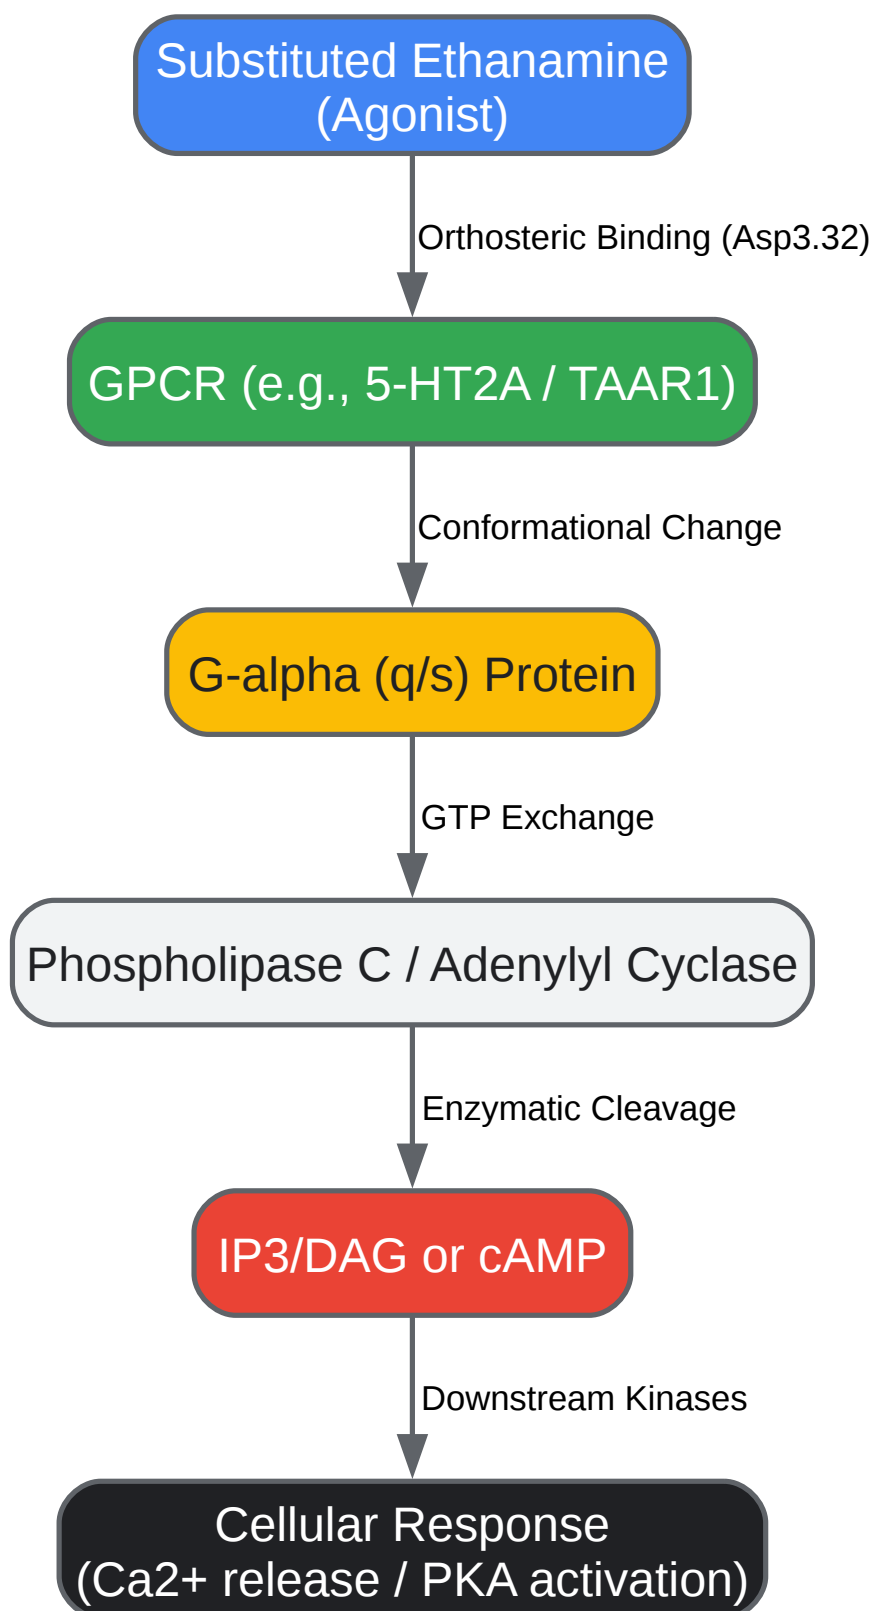 Substituted Ethanamine
(Agonist)
Orthosteric Binding (Asp3.32)
GPCR (e.g., 5-HT2A / TAAR1)
Conformational Change
G-alpha (q/s) Protein
GTP Exchange
Phospholipase C / Adenylyl Cyclase
Enzymatic Cleavage
IP3/DAG or cAMP
Downstream Kinases
Cellular Response
(Ca2+ release / PKA activation)